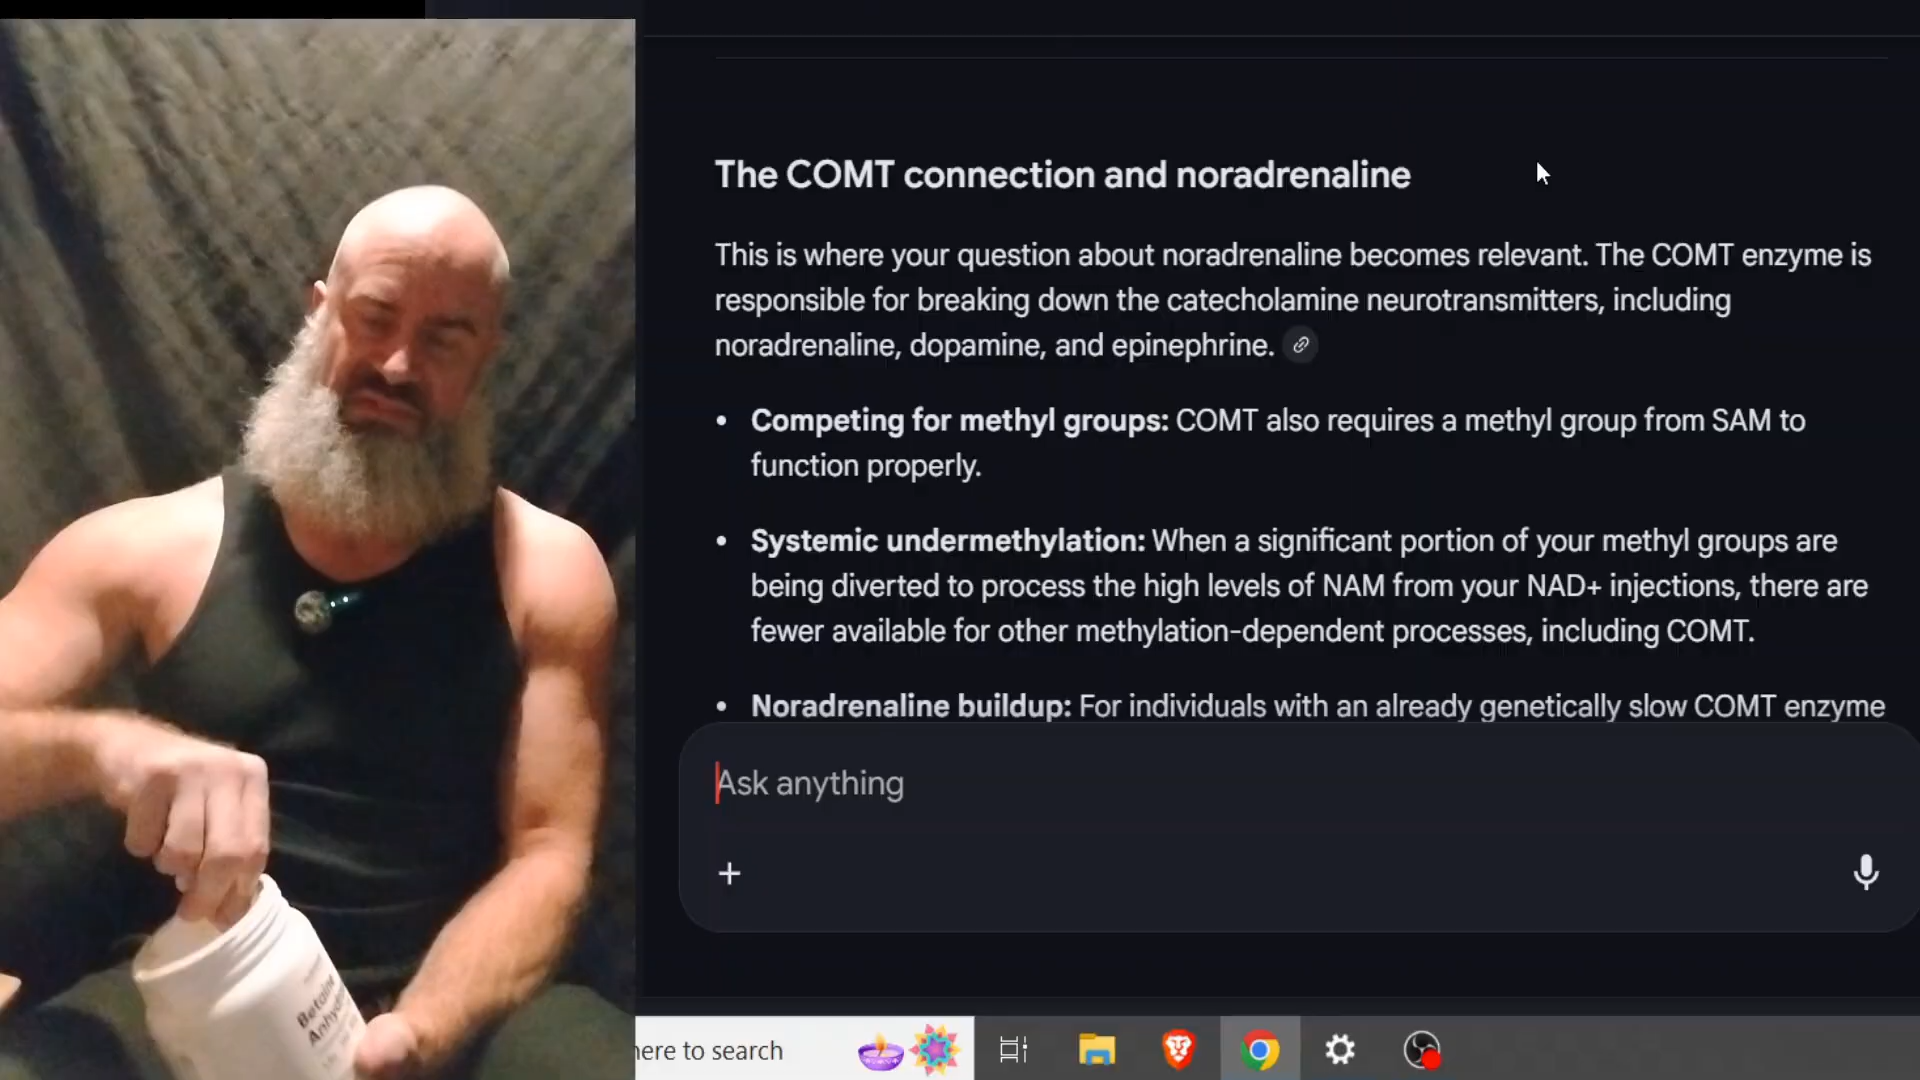 The COMT connection and noradrenaline
This is where your question about noradrenaline becomes relevant. The COMT enzyme is
responsible for breaking down the catecholamine neurotransmitters, including
noradrenaline, dopamine, and epinephrine.
• Competing for methyl groups: COMT also requires a methyl group from SAM to
function properly.
• Systemic undermethylation: When a significant portion of your methyl groups are
being diverted to process the high levels of NAM from your NAD+ injections, there are
fewer available for other methylation-dependent processes, including COMT.
• Noradrenaline buildup: For individuals with an already genetically slow COMT enzyme
Ask anything
here to search
Betaine